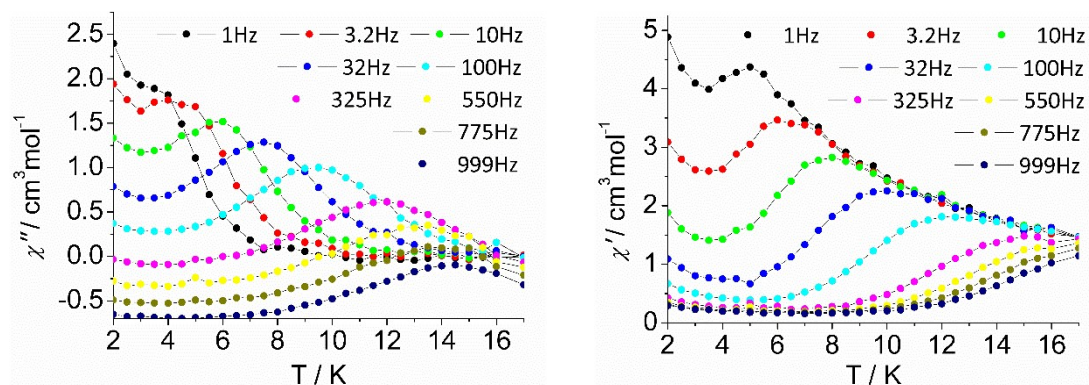 2.5
2.0
1.5
1.0
0.5
0.0
-0.5
χ″/ cm³mol⁻¹
1Hz 3.2Hz 10Hz
32Hz 100Hz
325Hz 550Hz
775Hz
999Hz
2 4 6 8 10 12 14 16
T / K
5
4
3
2
1
0
χ′/ cm³mol⁻¹
1Hz 3.2Hz 10Hz
32Hz 100Hz
325Hz 550Hz
775Hz
999Hz
2 4 6 8 10 12 14 16
T / K